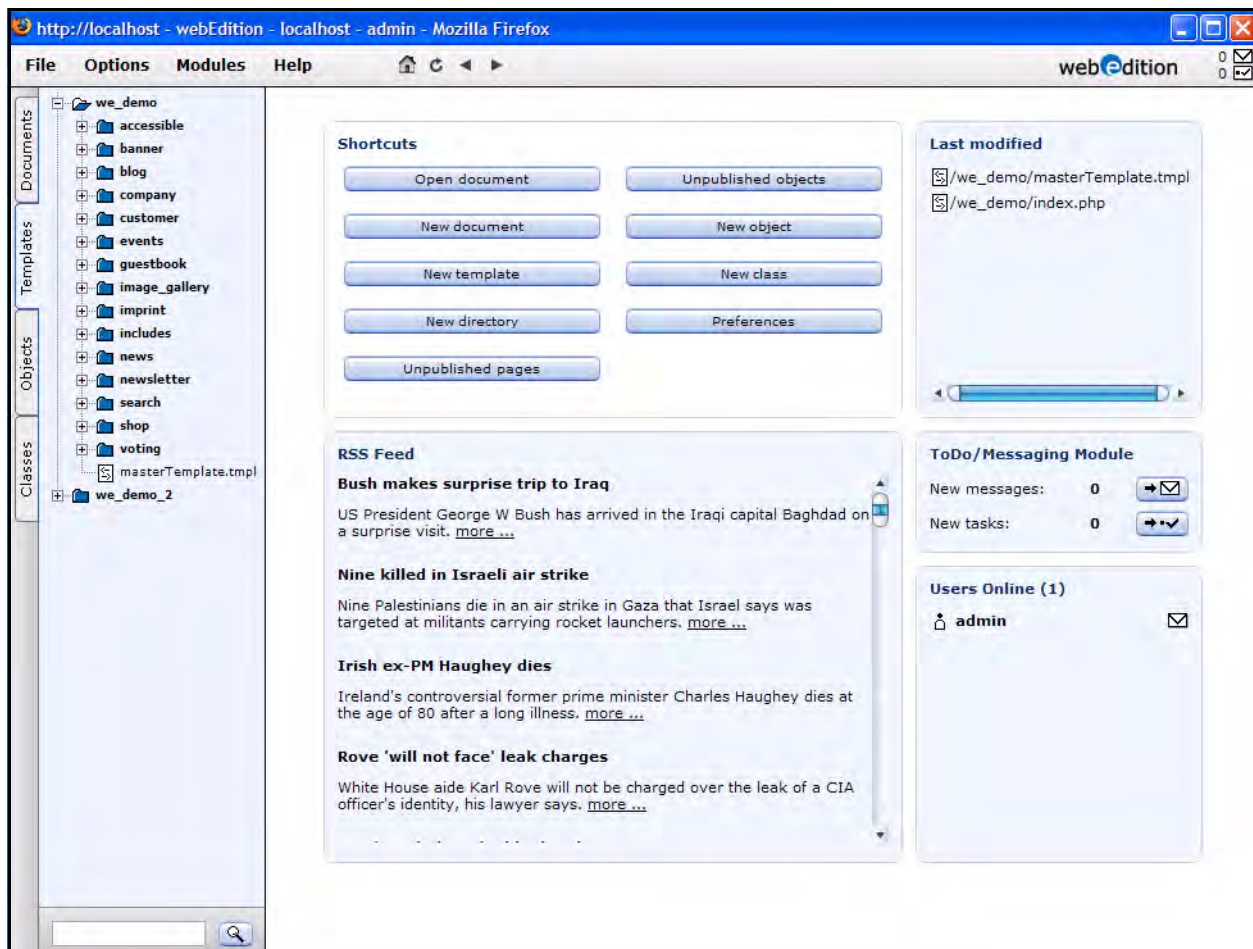 http://localhost - webEdition - localhost - admin - Mozilla Firefox
File Options Modules Help
webEdition
0
0
Documents
Templates
Objects
Classes
we_demo
accessible
banner
blog
company
customer
events
guestbook
image_gallery
imprint
includes
news
newsletter
search
shop
voting
masterTemplate.tmpl
we_demo_2
Shortcuts
Open document
Unpublished objects
New document
New object
New template
New class
New directory
Preferences
Unpublished pages
Last modified
/we_demo/masterTemplate.tmpl
/we_demo/index.php
RSS Feed
Bush makes surprise trip to Iraq
US President George W Bush has arrived in the Iraqi capital Baghdad on
a surprise visit. more ...
Nine killed in Israeli air strike
Nine Palestinians die in an air strike in Gaza that Israel says was
targeted at militants carrying rocket launchers. more ...
Irish ex-PM Haughey dies
Ireland's controversial former prime minister Charles Haughey dies at
the age of 80 after a long illness. more ...
Rove 'will not face' leak charges
White House aide Karl Rove will not be charged over the leak of a CIA
officer's identity, his lawyer says. more ...
ToDo/Messaging Module
New messages: 0
New tasks: 0
Users Online (1)
admin